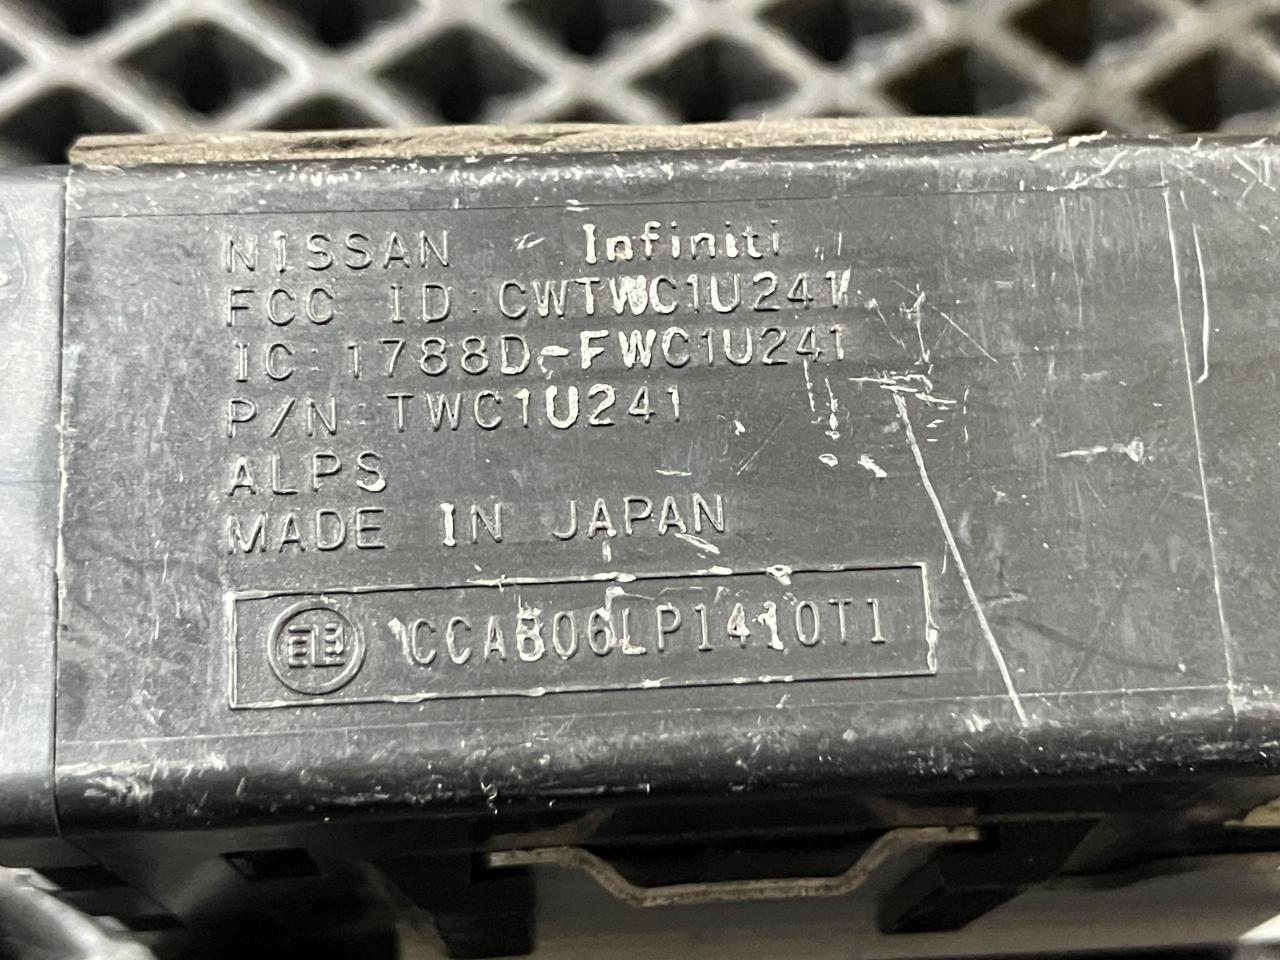 NISSAN Infiniti
FCC ID:CWTWC1U241
IC:1788D-FWC1U241
P/N:TWC1U241
ALPS
MADE IN JAPAN
CCAB06LP1410T1